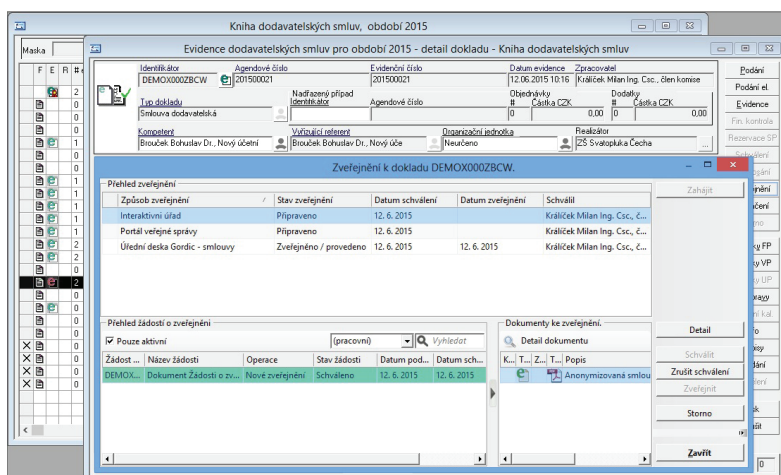 Kniha dodavatelských smluv, období 2015
Maska
F E R #
Evidence dodavatelských smluv pro období 2015 - detail dokladu - Kniha dodavatelských smluv
Identifikátor Agendové číslo Evidenční číslo Datum evidence Zpracovatel
DEMOX000ZBCW 201500021 201500021 12.06.2015 10:16 Králíček Milan Ing. Csc., člen komise
Nadřazený případ Objednávky Dodatky
Typ dokladu Identifikátor Agendové číslo # Částka CZK # Částka CZK
Smlouva dodavatelská 0 0,00 0 0,00
Kompetent Vyřizující referent Organizační jednotka Realizátor
Brouček Bohuslav Dr., Nový účetní Brouček Bohuslav Dr., Nový úče Neurčeno ZŠ Svatopluka Čecha ...
Podání
Podání el.
Evidence
Fin. kontrola
Rezervace SP
Zveřejnění k dokladu DEMOX000ZBCW.
Přehled zveřejnění
Způsob zveřejnění Stav zveřejnění Datum schválení Datum zveřejnění Schválil
Interaktivní úřad Připraveno 12. 6. 2015 Králíček Milan Ing. Csc., č...
Portál veřejné správy Připraveno 12. 6. 2015 Králíček Milan Ing. Csc., č...
Úřední deska Gordic - smlouvy Zveřejněno / provedeno 12. 6. 2015 12. 6. 2015 Králíček Milan Ing. Csc., č...
Zahájit
Přehled žádostí o zveřejnění
Pouze aktivní (pracovní) Vyhledat
Žádost ... Název žádosti Operace Stav žádosti Datum pod... Datum sch...
DEMOX... Dokument Žádosti o zv... Nové zveřejnění Schváleno 12. 6. 2015 12. 6. 2015
Dokumenty ke zveřejnění.
Detail dokumentu
K... T... Z... T... Popis
Anonymizovaná smlou
Detail
Schválit
Zrušit schválení
Zveřejnit
Storno
Zavřít
0